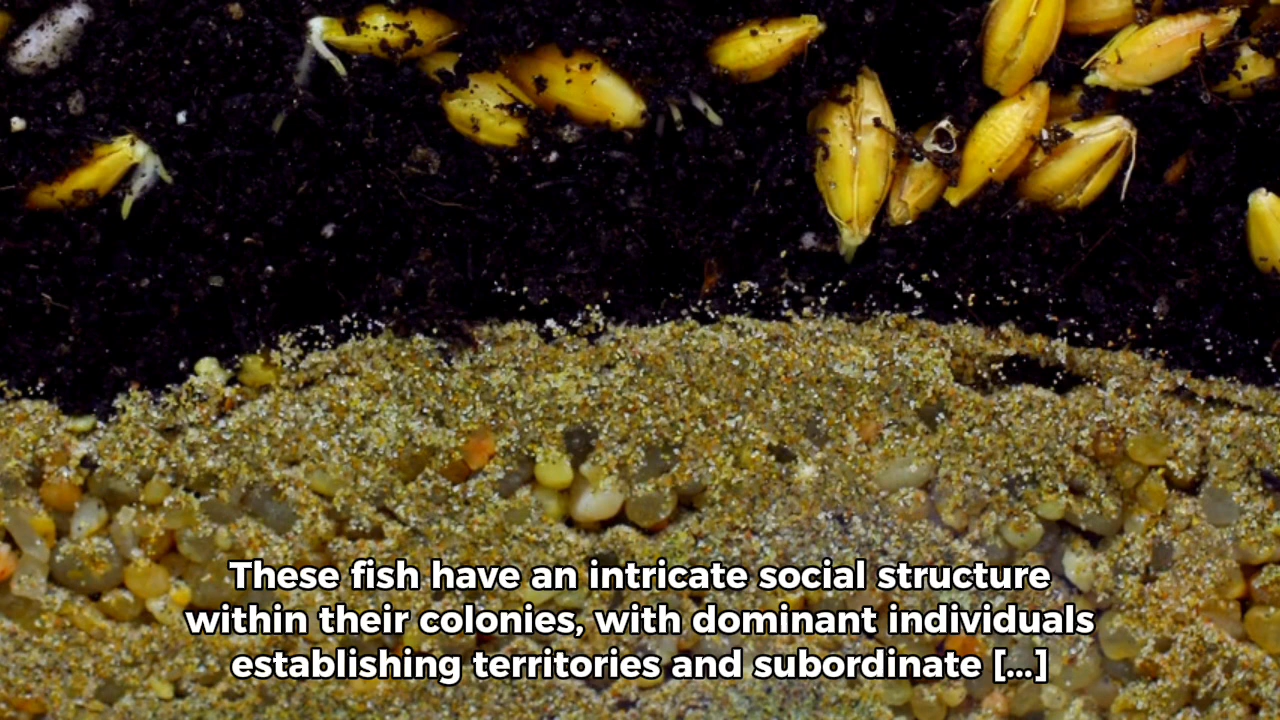 These fish have an intricate social structure
within their colonies, with dominant individuals
establishing territories and subordinate [...]